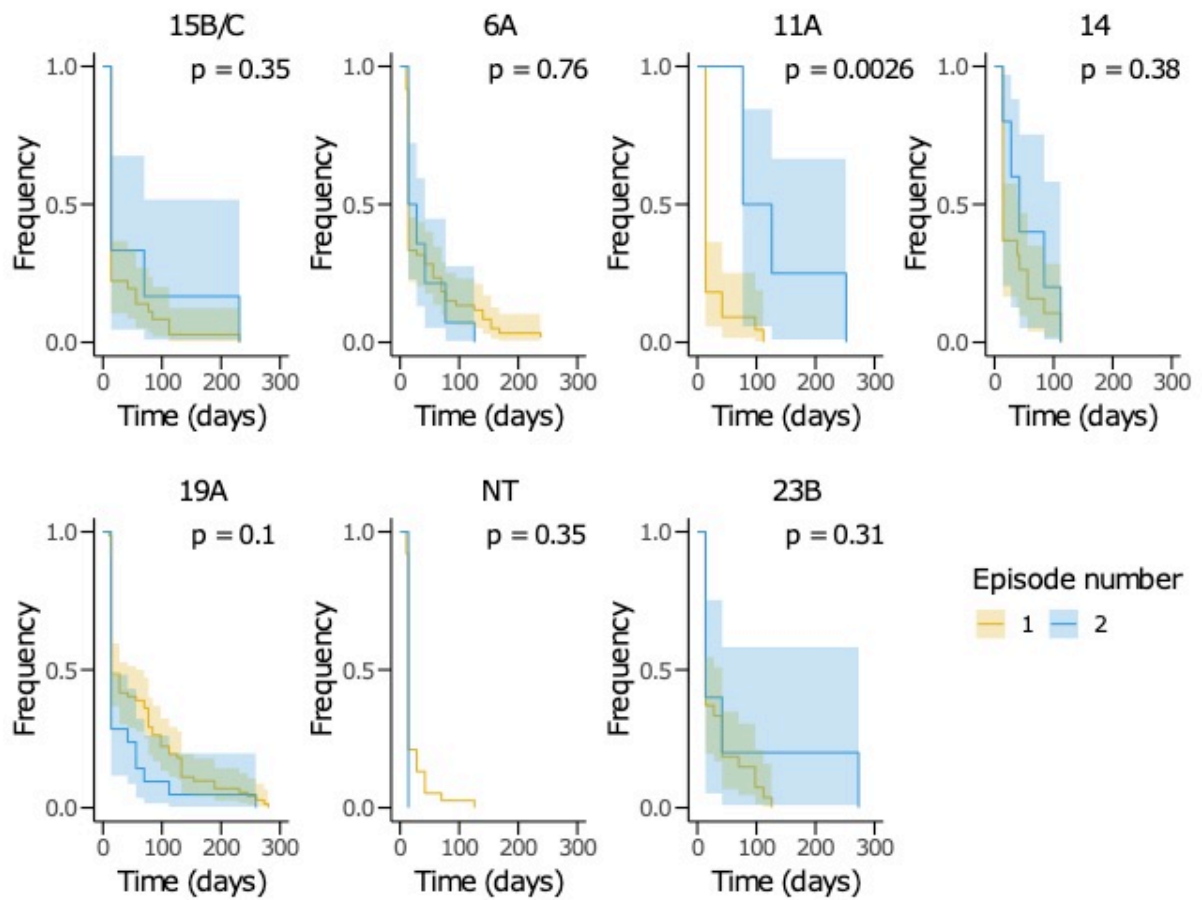 15B/C 6A 11A 14
p = 0.35 p = 0.76 p = 0.0026 p = 0.38
1.0 1.0 1.0 1.0
Frequency Frequency Frequency Frequency
0.5 0.5 0.5 0.5
0.0 0.0 0.0 0.0
0 100 200 300 0 100 200 300 0 100 200 300 0 100 200 300
Time (days) Time (days) Time (days) Time (days)
19A NT 23B
p = 0.1 p = 0.35 p = 0.31
1.0 1.0 1.0
Frequency Frequency Frequency
0.5 0.5 0.5
0.0 0.0 0.0
0 100 200 300 0 100 200 300 0 100 200 300
Time (days) Time (days) Time (days)
Episode number
1 2